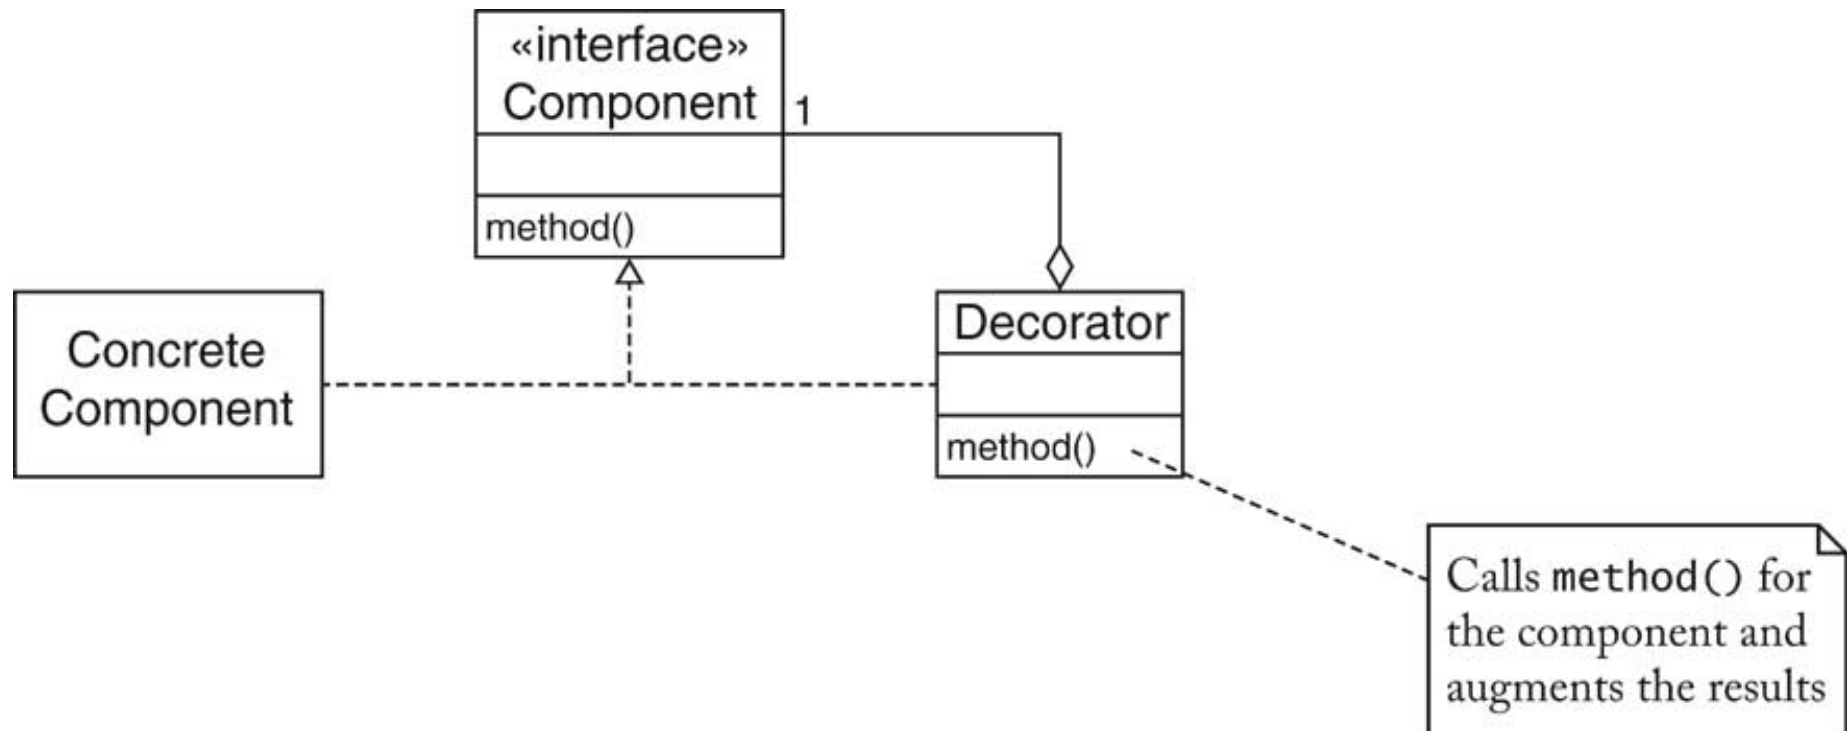 «interface»
Component
1
method()
Concrete
Component
Decorator
method()
Calls method() for
the component and
augments the results